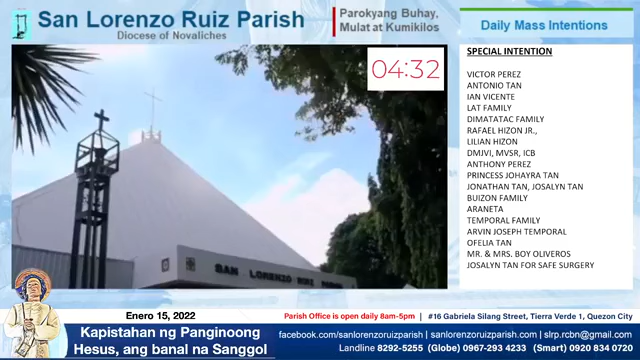 San Lorenzo Ruiz Parish
Diocese of Novaliches
Parokyang Buhay,
Mulat at Kumikilos
Daily Mass Intentions
04:32
SPECIAL INTENTION
VICTOR PEREZ
ANTONIO TAN
IAN VICENTE
LAT FAMILY
DIMATATAC FAMILY
RAFAEL HIZON JR.,
LILIAN HIZON
DMJVI, MVSR, ICB
ANTHONY PEREZ
PRINCESS JOHAYRA TAN
JONATHAN TAN, JOSALYN TAN
BUIZON FAMILY
ARANETA
TEMPORAL FAMILY
ARVIN JOSEPH TEMPORAL
OFELIA TAN
MR. & MRS. BOY OLIVEROS
JOSALYN TAN FOR SAFE SURGERY
SAN LORENZO RUIZ PARISH
Enero 15, 2022
Kapistahan ng Panginoong
Hesus, ang banal na Sanggol
Parish Office is open daily 8am-5pm | #16 Gabriela Silang Street, Tierra Verde 1, Quezon City
facebook.com/sanlorenzoruizparish | sanlorenzoruizparish.com | slrp.rcbn@gmail.com
Landline 8292-5255 (Globe) 0967-293 4233 (Smart) 0920 834 0720